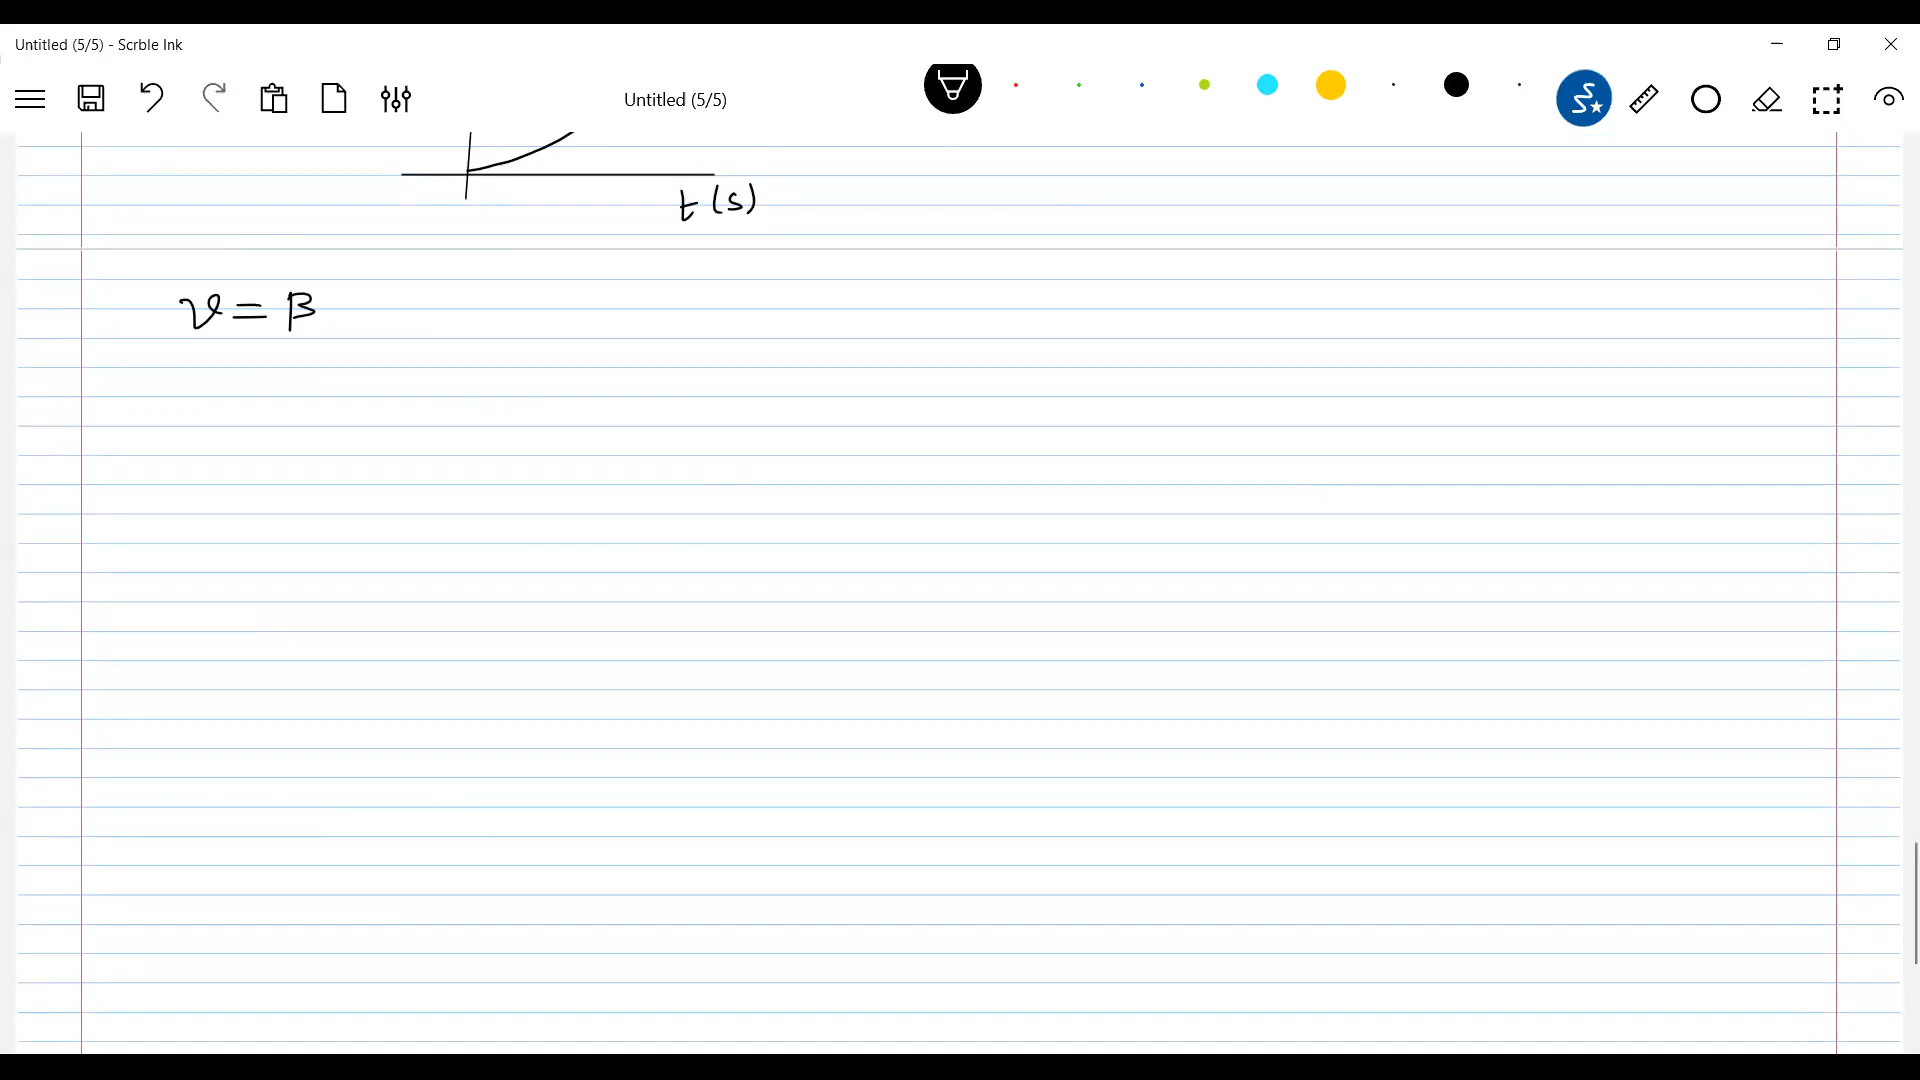 Untitled (5/5) - Scrble Ink
Untitled (5/5)
t (s)
v = β